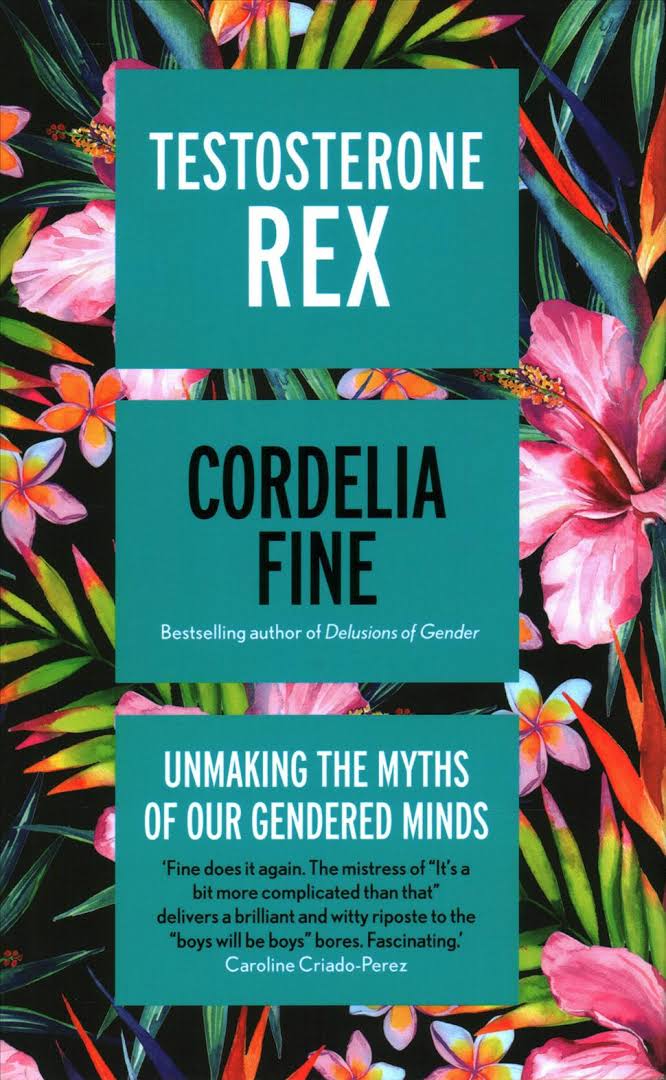 TESTOSTERONE
REX
CORDELIA
FINE
Bestselling author of Delusions of Gender
UNMAKING THE MYTHS
OF OUR GENDERED MINDS
‘Fine does it again. The mistress of “It’s a
bit more complicated than that”
delivers a brilliant and witty riposte to the
“boys will be boys” bores. Fascinating.’
Caroline Criado-Perez